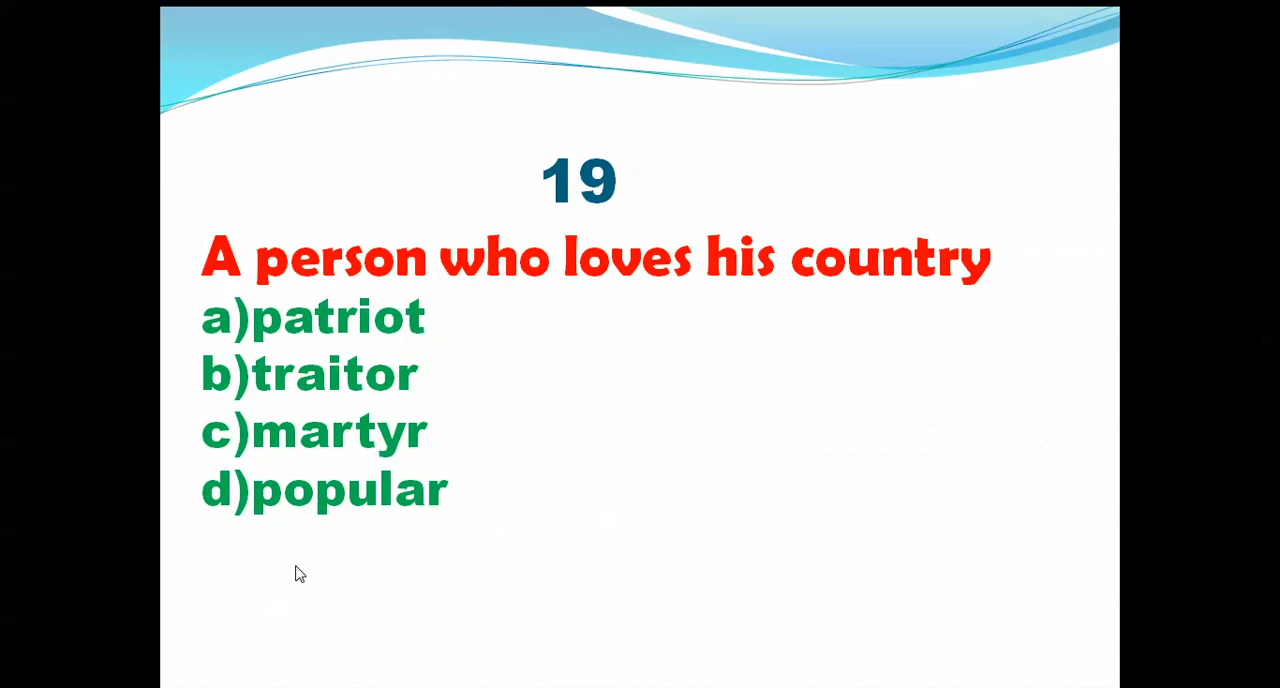 19
A person who loves his country
a)patriot
b)traitor
c)martyr
d)popular